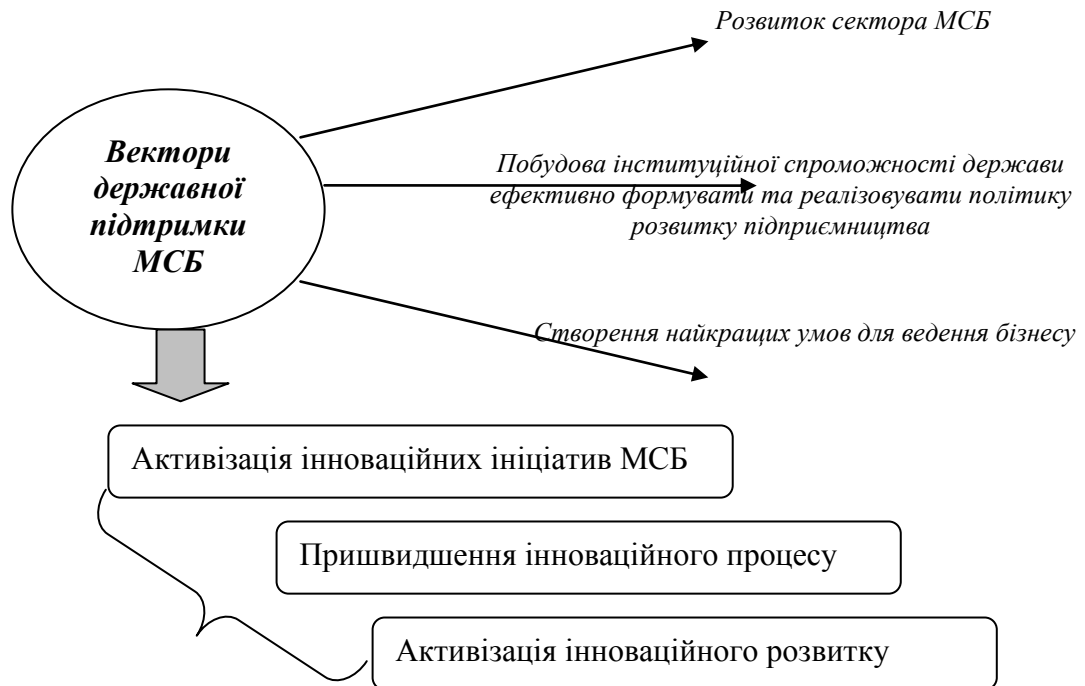 Розвиток сектора МСБ
Вектори
державної
підтримки
МСБ
Побудова інституційної спроможності держави
ефективно формувати та реалізовувати політику
розвитку підприємництва
Створення найкращих умов для ведення бізнесу
Активізація інноваційних ініціатив МСБ
Пришвидшення інноваційного процесу
Активізація інноваційного розвитку